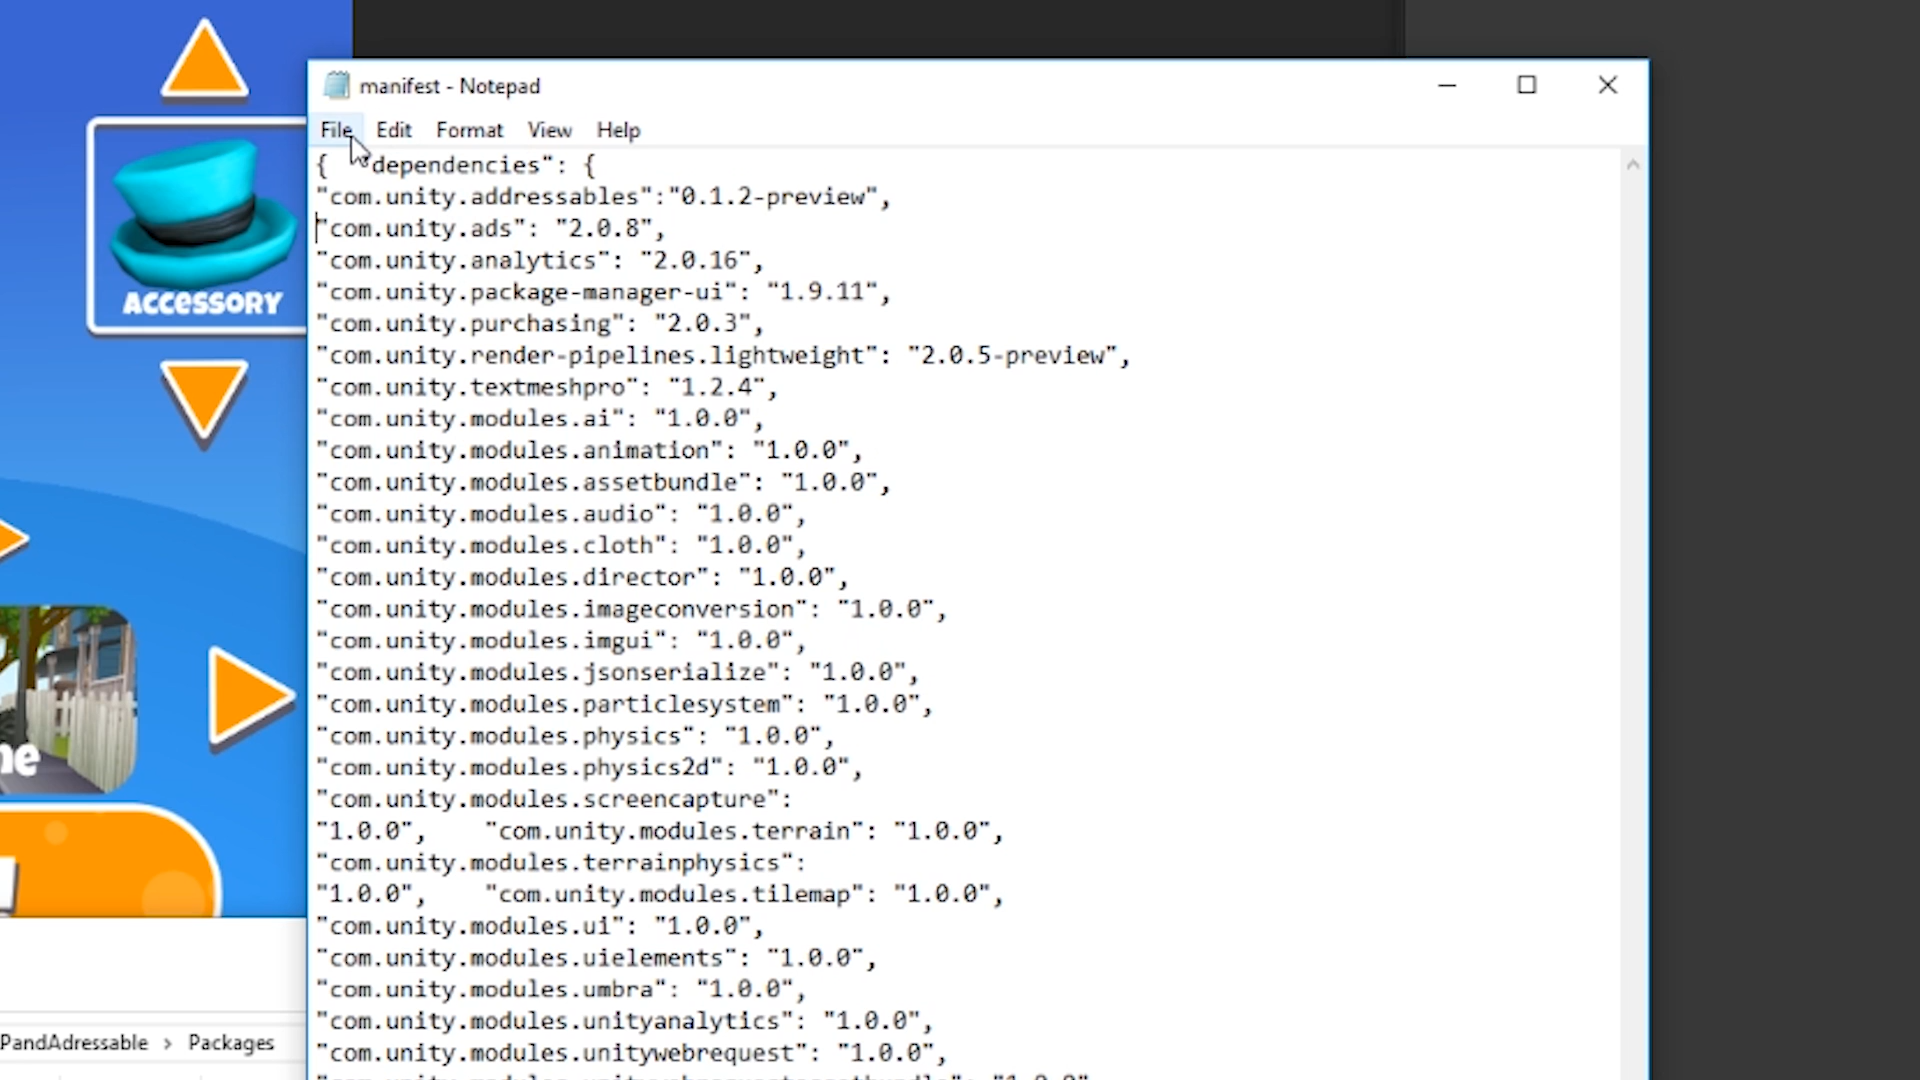 manifest - Notepad
File Edit Format View Help
{ "dependencies": {
"com.unity.addressables":"0.1.2-preview",
"com.unity.ads": "2.0.8",
"com.unity.analytics": "2.0.16",
"com.unity.package-manager-ui": "1.9.11",
"com.unity.purchasing": "2.0.3",
"com.unity.render-pipelines.lightweight": "2.0.5-preview",
"com.unity.textmeshpro": "1.2.4",
"com.unity.modules.ai": "1.0.0",
"com.unity.modules.animation": "1.0.0",
"com.unity.modules.assetbundle": "1.0.0",
"com.unity.modules.audio": "1.0.0",
"com.unity.modules.cloth": "1.0.0",
"com.unity.modules.director": "1.0.0",
"com.unity.modules.imageconversion": "1.0.0",
"com.unity.modules.imgui": "1.0.0",
"com.unity.modules.jsonserialize": "1.0.0",
"com.unity.modules.particlesystem": "1.0.0",
"com.unity.modules.physics": "1.0.0",
"com.unity.modules.physics2d": "1.0.0",
"com.unity.modules.screencapture":
"1.0.0", "com.unity.modules.terrain": "1.0.0",
"com.unity.modules.terrainphysics":
"1.0.0", "com.unity.modules.tilemap": "1.0.0",
"com.unity.modules.ui": "1.0.0",
"com.unity.modules.uielements": "1.0.0",
"com.unity.modules.umbra": "1.0.0",
"com.unity.modules.unityanalytics": "1.0.0",
"com.unity.modules.unitywebrequest": "1.0.0",
ACCESSORY
PandAdressable > Packages